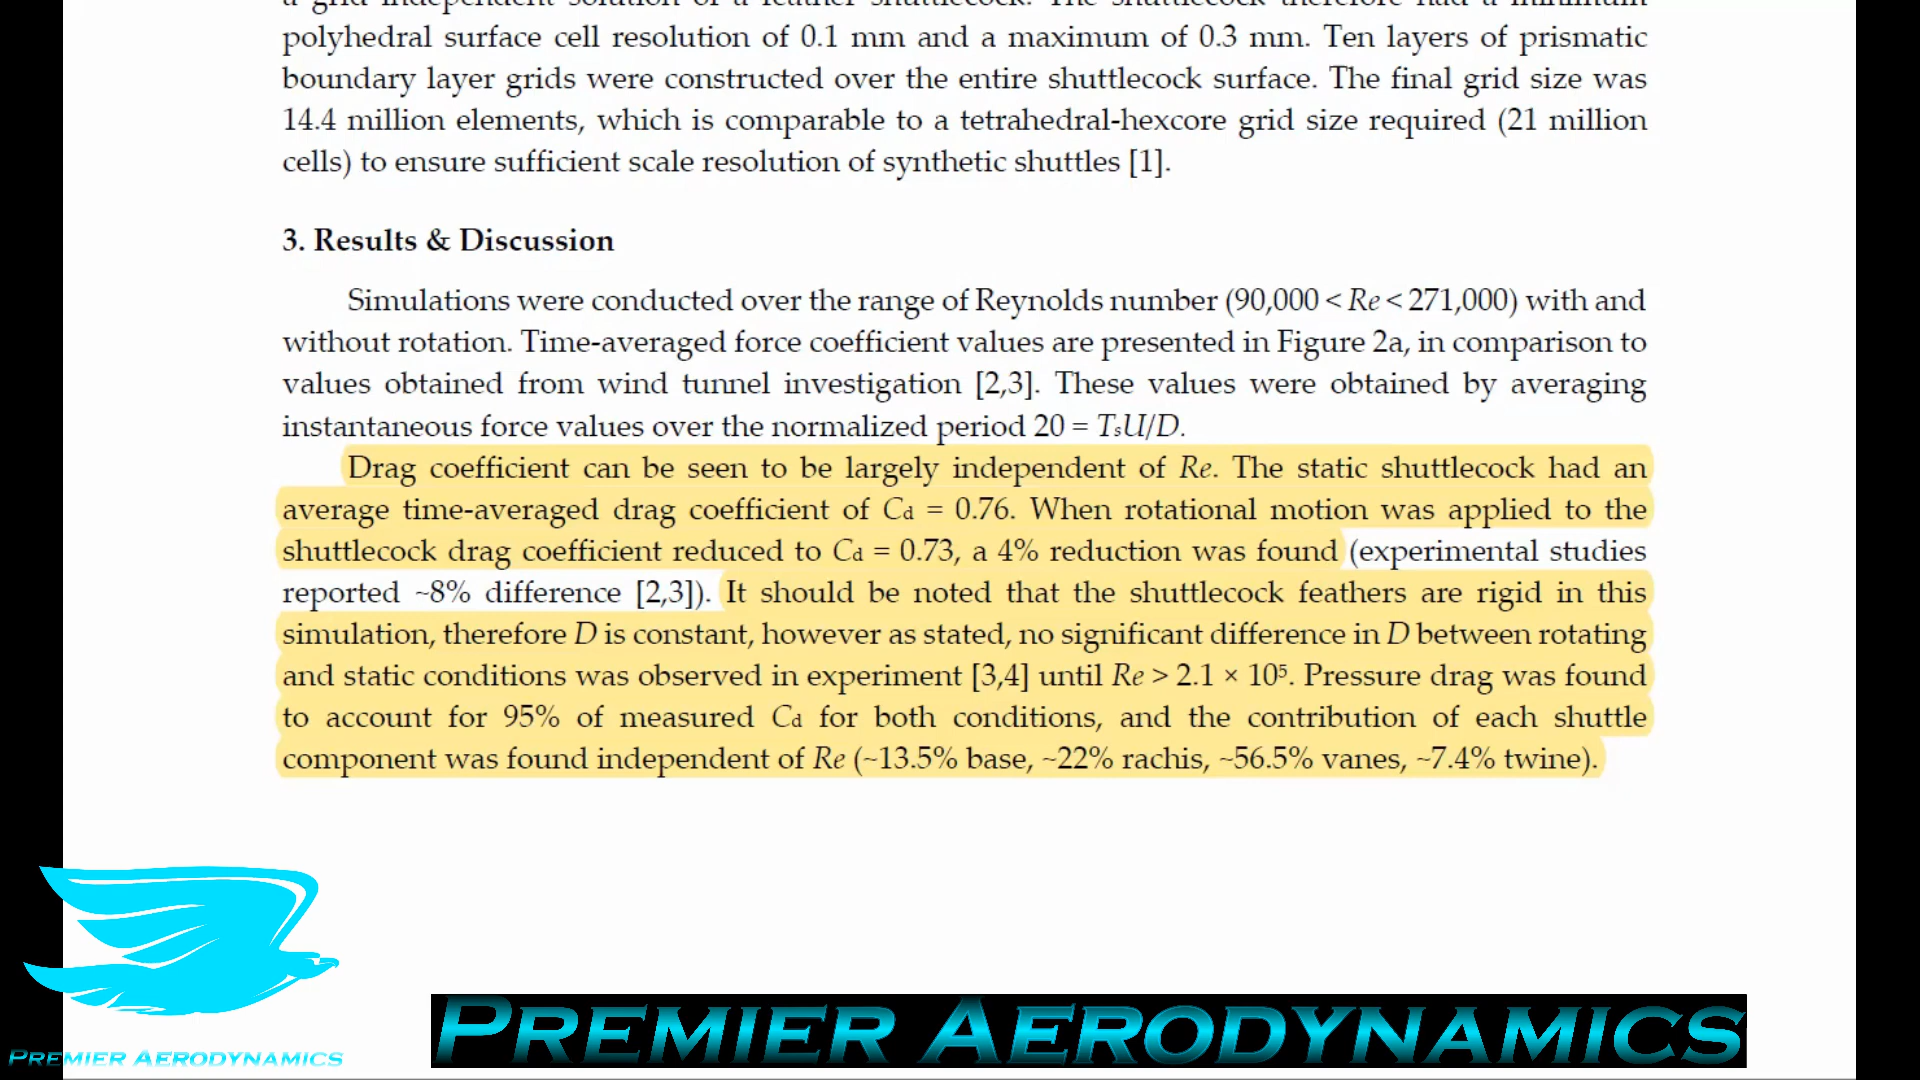 a grid independent solution of a feather shuttlecock. The shuttlecock therefore had a minimum
polyhedral surface cell resolution of 0.1 mm and a maximum of 0.3 mm. Ten layers of prismatic
boundary layer grids were constructed over the entire shuttlecock surface. The final grid size was
14.4 million elements, which is comparable to a tetrahedral-hexcore grid size required (21 million
cells) to ensure sufficient scale resolution of synthetic shuttles [1].
3. Results & Discussion
Simulations were conducted over the range of Reynolds number (90,000 < Re < 271,000) with and
without rotation. Time-averaged force coefficient values are presented in Figure 2a, in comparison to
values obtained from wind tunnel investigation [2,3]. These values were obtained by averaging
instantaneous force values over the normalized period 20 = TₛU/D.
Drag coefficient can be seen to be largely independent of Re. The static shuttlecock had an
average time-averaged drag coefficient of Cd = 0.76. When rotational motion was applied to the
shuttlecock drag coefficient reduced to Cd = 0.73, a 4% reduction was found (experimental studies
reported ~8% difference [2,3]). It should be noted that the shuttlecock feathers are rigid in this
simulation, therefore D is constant, however as stated, no significant difference in D between rotating
and static conditions was observed in experiment [3,4] until Re > 2.1 × 10⁵. Pressure drag was found
to account for 95% of measured Cd for both conditions, and the contribution of each shuttle
component was found independent of Re (~13.5% base, ~22% rachis, ~56.5% vanes, ~7.4% twine).
PREMIER AERODYNAMICS
PREMIER AERODYNAMICS